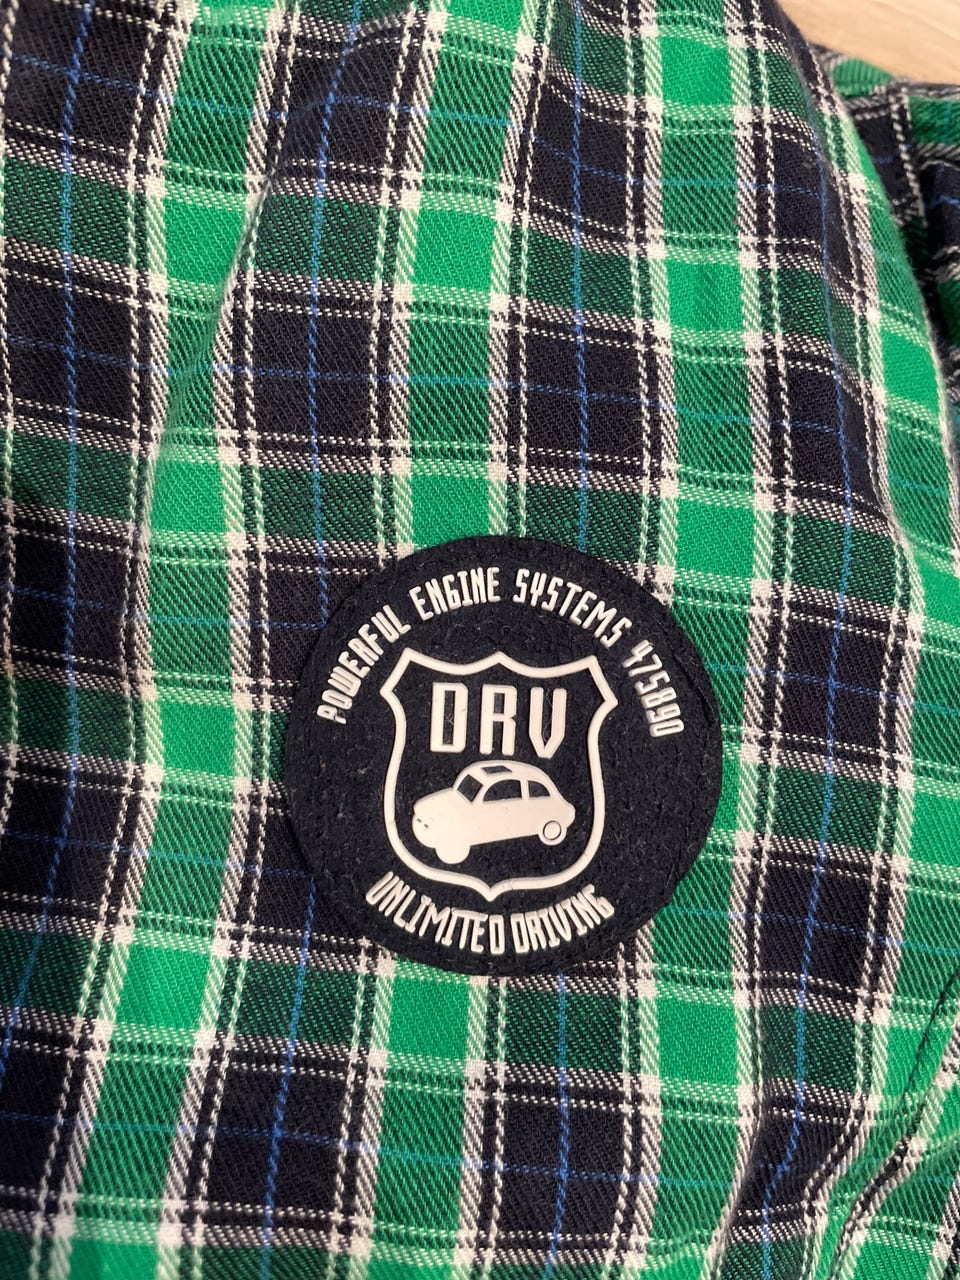 POWERFUL ENGINE SYSTEMS 475890
DRV
UNLIMITED DRIVING